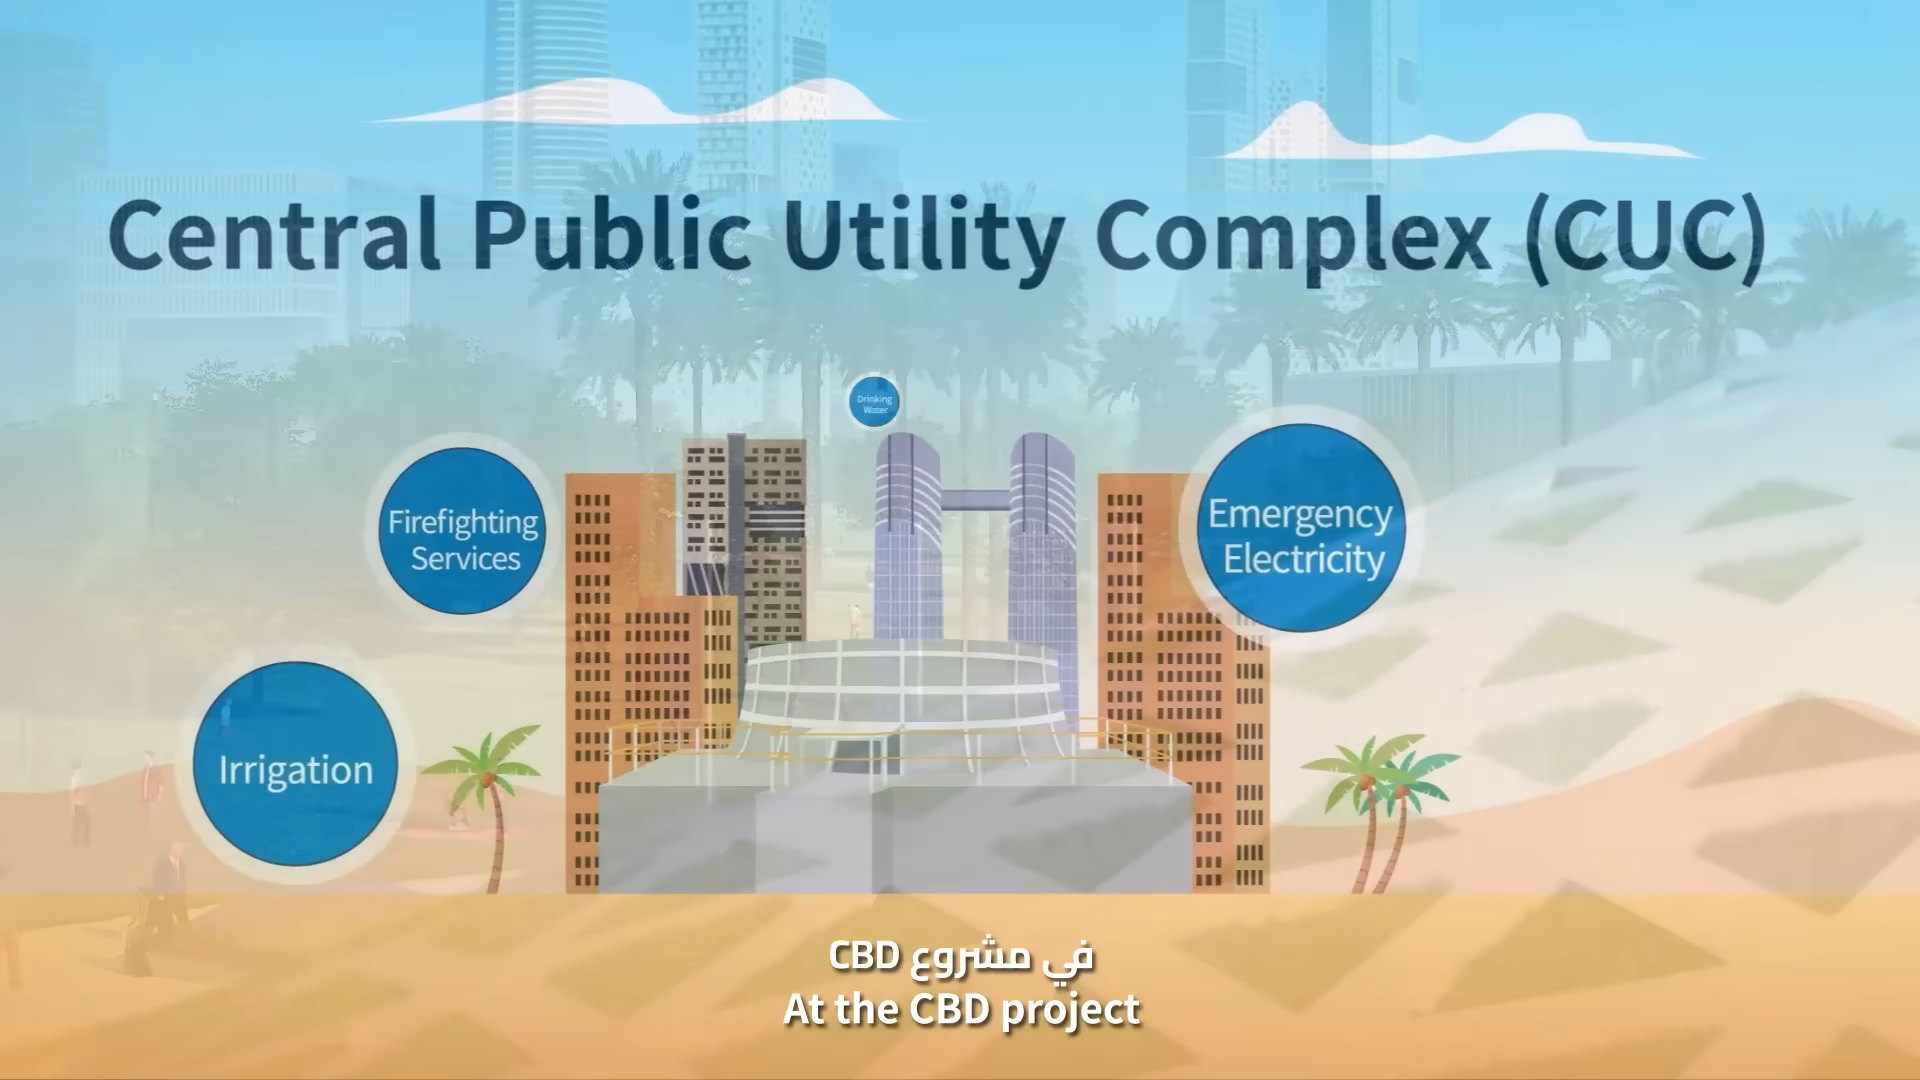 Central Public Utility Complex (CUC)
Drinking
Water
Firefighting
Services
Emergency
Electricity
Irrigation
في مشروع CBD
At the CBD project